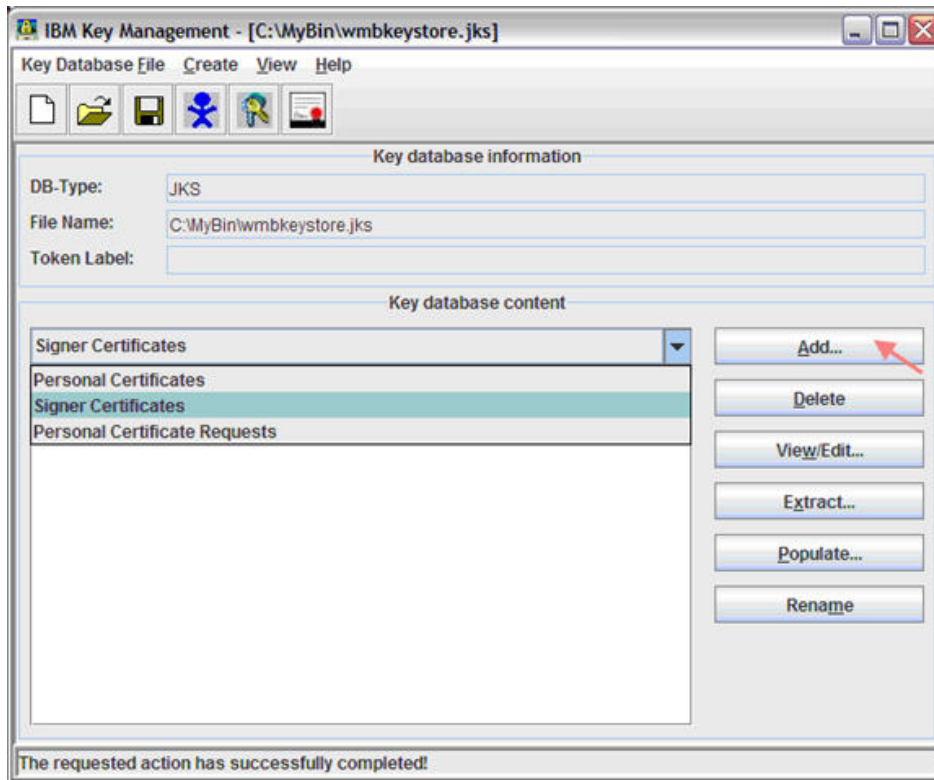 IBM Key Management - [C:\MyBin\wmbkeystore.jks]
Key Database File Create View Help
Key database information
DB-Type: JKS
File Name: C:\MyBin\wmbkeystore.jks
Token Label:
Key database content
Signer Certificates
Add...
Personal Certificates
Signer Certificates
Delete
Personal Certificate Requests
View/Edit...
Extract...
Populate...
Rename
The requested action has successfully completed!